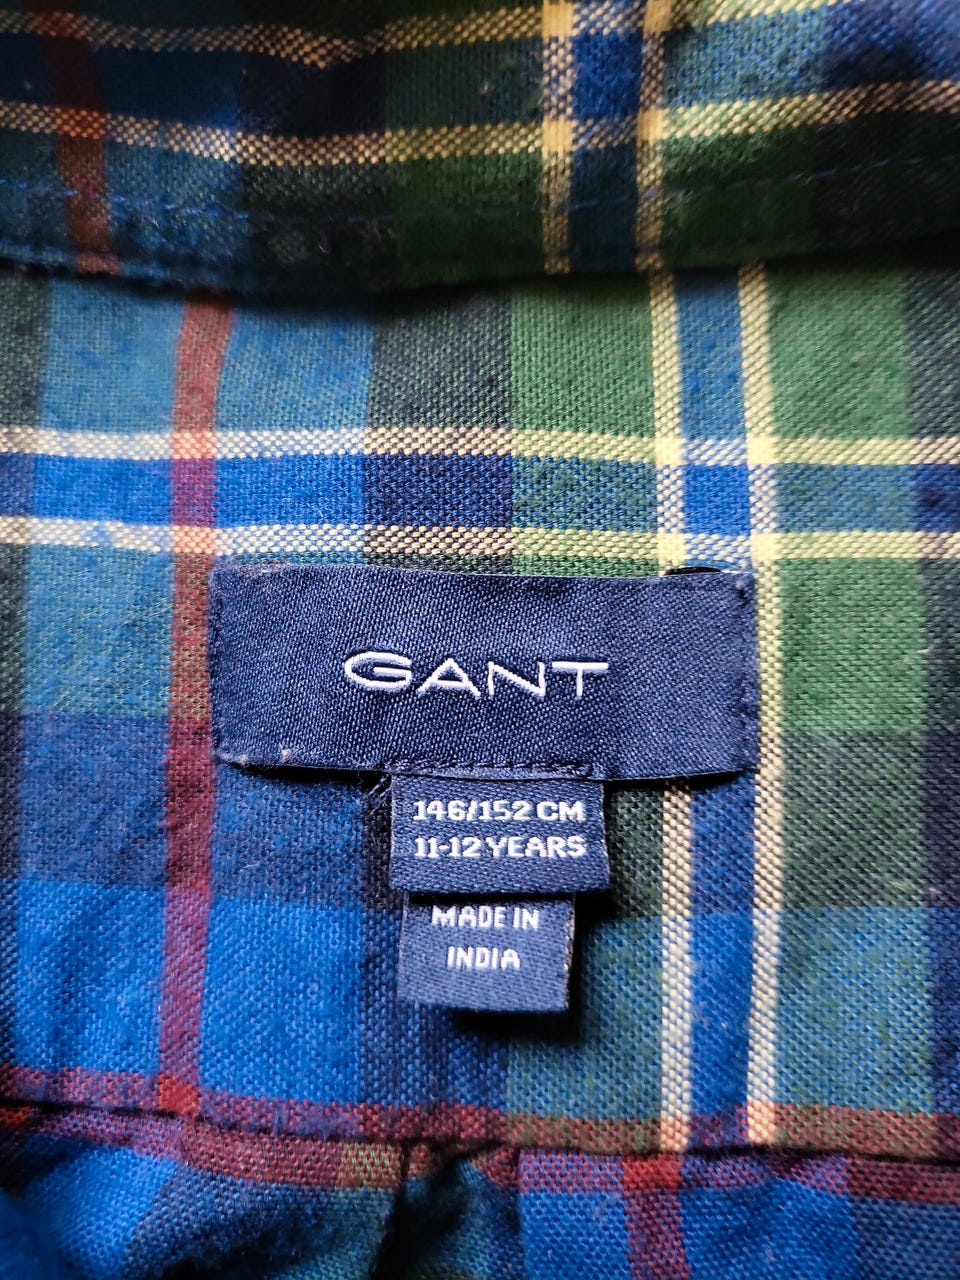 GANT
146/152 CM
11-12 YEARS
MADE IN
INDIA